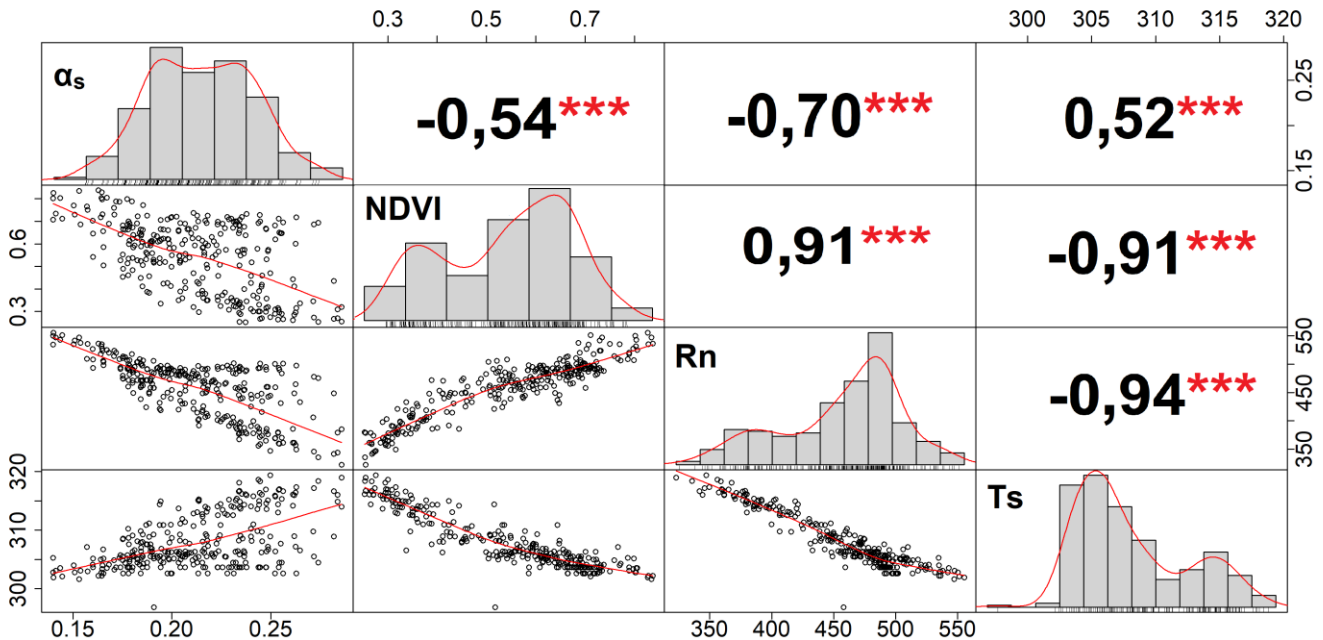 0.3 0.5 0.7 300 305 310 315 320
αs -0,54*** -0,70*** 0,52*** 0.25
0.15
0.6 NDVI 0,91*** -0,91***
0.3
Rn -0,94*** 550
450
350
320 Ts
310
300
0.15 0.20 0.25 350 400 450 500 550